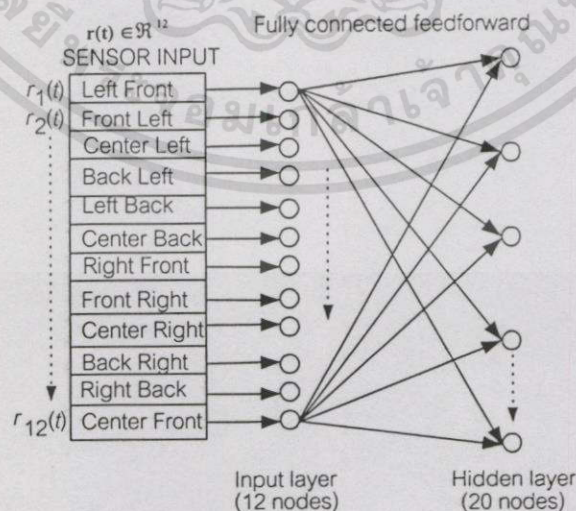 r(t) ∈ ℜ¹²
Fully connected feedforward
SENSOR INPUT
r₁(t) Left Front
r₂(t) Front Left
Center Left
Back Left
Left Back
Center Back
Right Front
Front Right
Center Right
Back Right
Right Back
r₁₂(t) Center Front
Input layer
(12 nodes)
Hidden layer
(20 nodes)